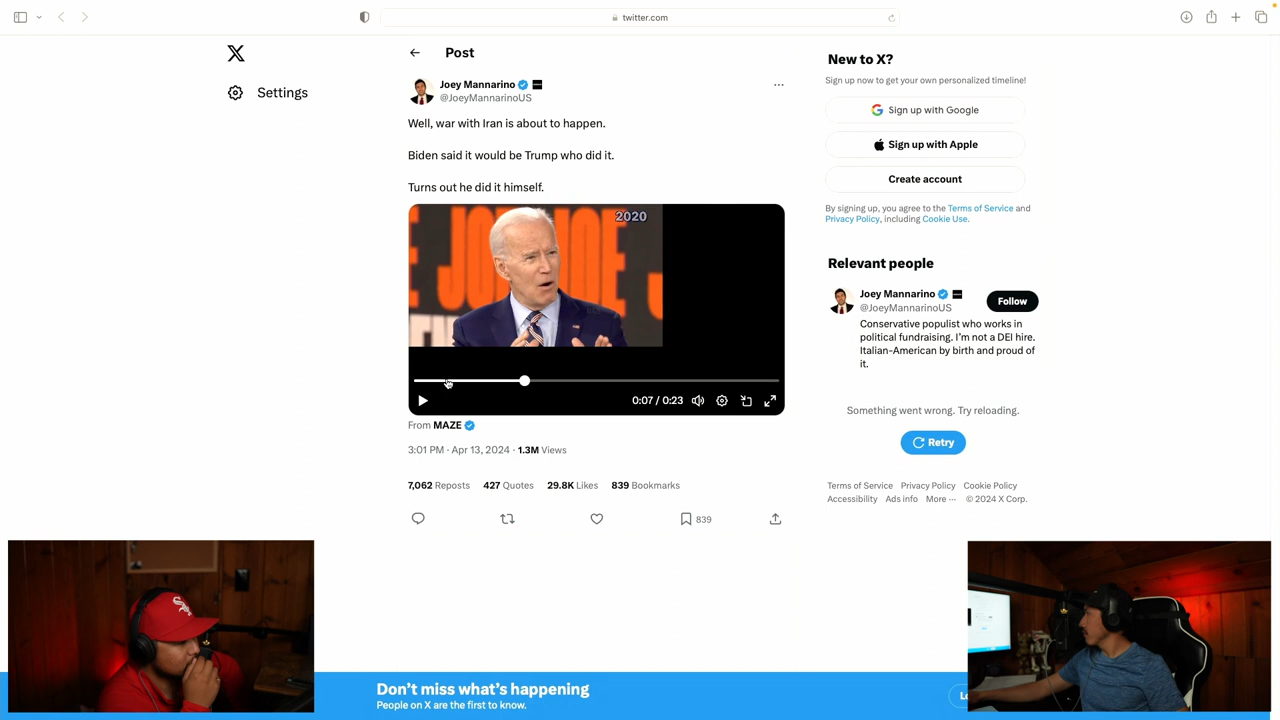 twitter.com
Post
Settings
Joey Mannarino
@JoeyMannarinoUS
Well, war with Iran is about to happen.
Biden said it would be Trump who did it.
Turns out he did it himself.
2020
0:07 / 0:23
From MAZE
3:01 PM · Apr 13, 2024 · 1.3M Views
7,062 Reposts 427 Quotes 29.8K Likes 839 Bookmarks
839
New to X?
Sign up now to get your own personalized timeline!
Sign up with Google
Sign up with Apple
Create account
By signing up, you agree to the Terms of Service and
Privacy Policy, including Cookie Use.
Relevant people
Joey Mannarino
@JoeyMannarinoUS
Follow
Conservative populist who works in
political fundraising. I'm not a DEI hire.
Italian-American by birth and proud of
it.
Something went wrong. Try reloading.
Retry
Terms of Service Privacy Policy Cookie Policy
Accessibility Ads info More ··· © 2024 X Corp.
Don't miss what's happening
People on X are the first to know.